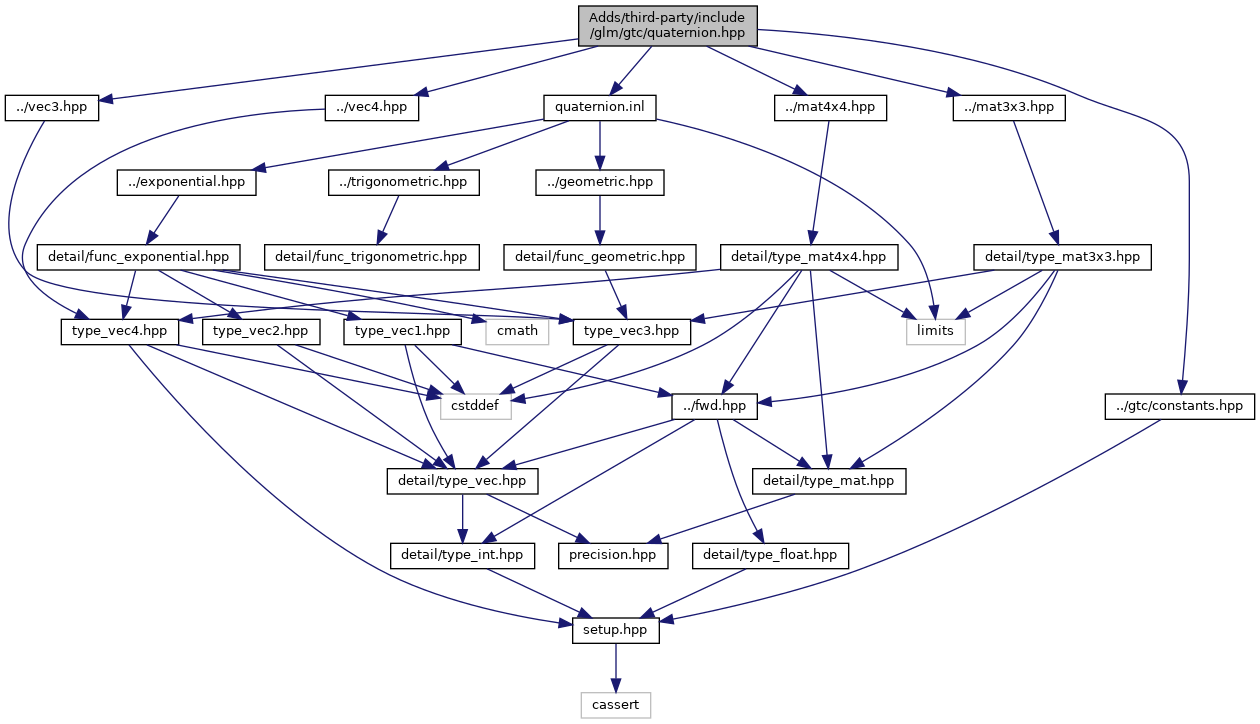 Adds/third-party/include
/glm/gtc/quaternion.hpp
../vec3.hpp
../vec4.hpp
quaternion.inl
../mat4x4.hpp
../mat3x3.hpp
../exponential.hpp
../trigonometric.hpp
../geometric.hpp
detail/func_exponential.hpp
detail/func_trigonometric.hpp
detail/func_geometric.hpp
detail/type_mat4x4.hpp
detail/type_mat3x3.hpp
type_vec4.hpp
type_vec2.hpp
type_vec1.hpp
cmath
type_vec3.hpp
limits
cstddef
../fwd.hpp
../gtc/constants.hpp
detail/type_vec.hpp
detail/type_mat.hpp
detail/type_int.hpp
precision.hpp
detail/type_float.hpp
setup.hpp
cassert